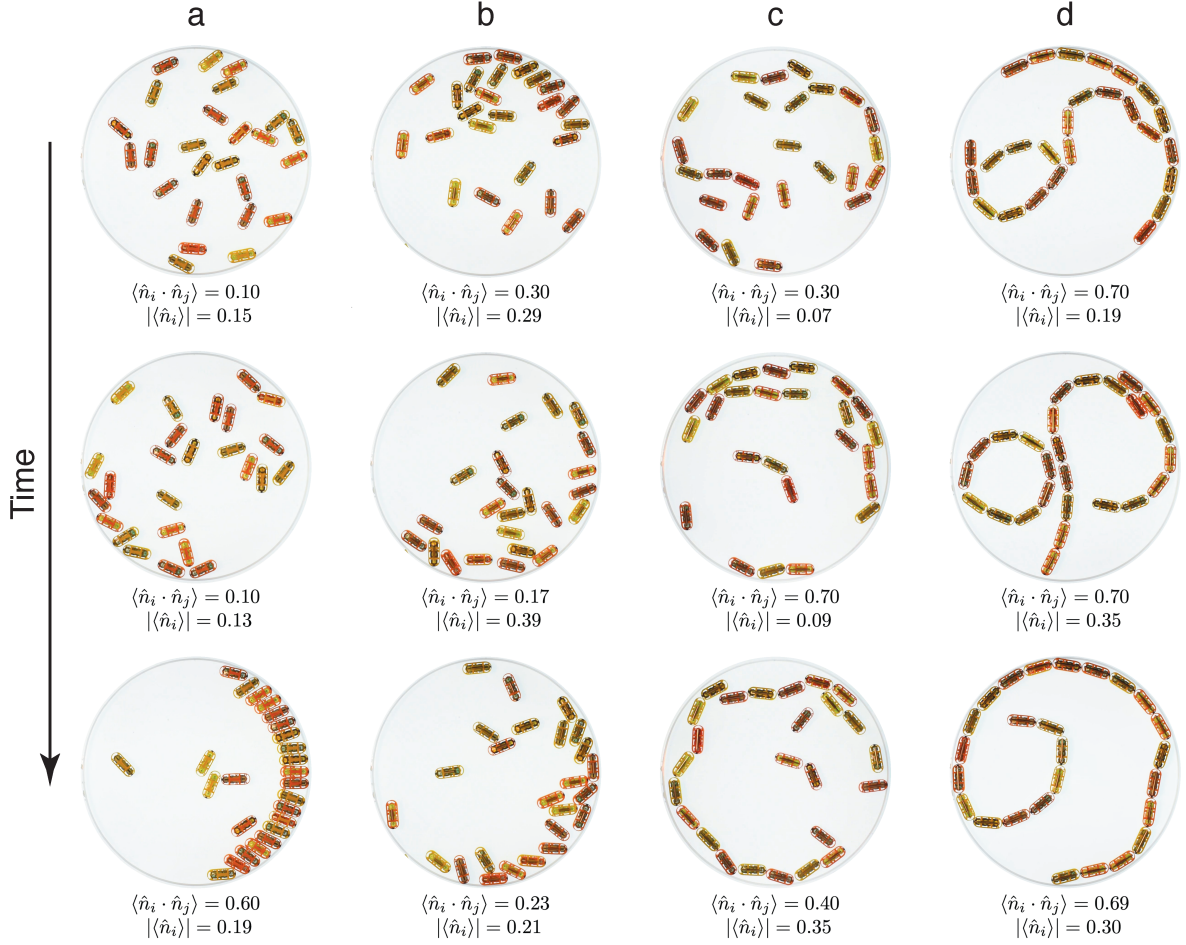 a b c d
Time
⟨n̂ᵢ · n̂ⱼ⟩ = 0.10 ⟨n̂ᵢ · n̂ⱼ⟩ = 0.30 ⟨n̂ᵢ · n̂ⱼ⟩ = 0.30 ⟨n̂ᵢ · n̂ⱼ⟩ = 0.70
|⟨n̂ᵢ⟩| = 0.15 |⟨n̂ᵢ⟩| = 0.29 |⟨n̂ᵢ⟩| = 0.07 |⟨n̂ᵢ⟩| = 0.19
⟨n̂ᵢ · n̂ⱼ⟩ = 0.10 ⟨n̂ᵢ · n̂ⱼ⟩ = 0.17 ⟨n̂ᵢ · n̂ⱼ⟩ = 0.70 ⟨n̂ᵢ · n̂ⱼ⟩ = 0.70
|⟨n̂ᵢ⟩| = 0.13 |⟨n̂ᵢ⟩| = 0.39 |⟨n̂ᵢ⟩| = 0.09 |⟨n̂ᵢ⟩| = 0.35
⟨n̂ᵢ · n̂ⱼ⟩ = 0.60 ⟨n̂ᵢ · n̂ⱼ⟩ = 0.23 ⟨n̂ᵢ · n̂ⱼ⟩ = 0.40 ⟨n̂ᵢ · n̂ⱼ⟩ = 0.69
|⟨n̂ᵢ⟩| = 0.19 |⟨n̂ᵢ⟩| = 0.21 |⟨n̂ᵢ⟩| = 0.35 |⟨n̂ᵢ⟩| = 0.30